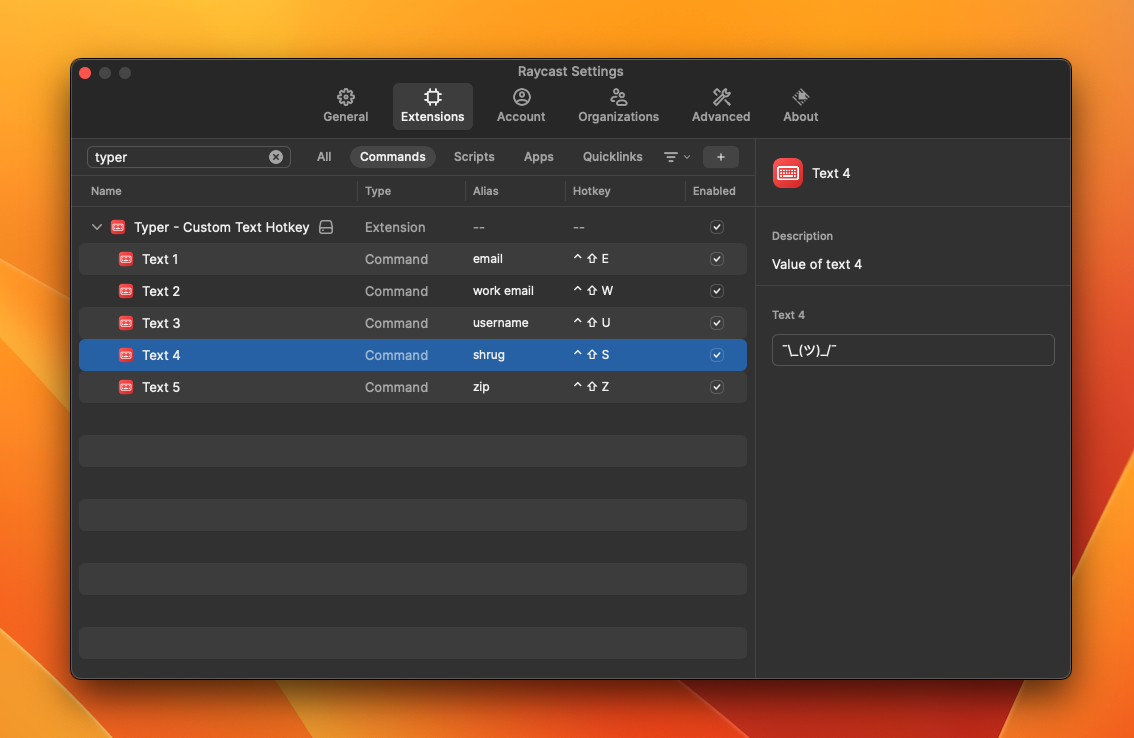 Raycast Settings
General Extensions Account Organizations Advanced About
typer All Commands Scripts Apps Quicklinks +
Name Type Alias Hotkey Enabled
Typer - Custom Text Hotkey Extension -- --
Text 1 Command email ^ ⇧ E
Text 2 Command work email ^ ⇧ W
Text 3 Command username ^ ⇧ U
Text 4 Command shrug ^ ⇧ S
Text 5 Command zip ^ ⇧ Z
Text 4
Description
Value of text 4
Text 4
¯\_(ツ)_/¯